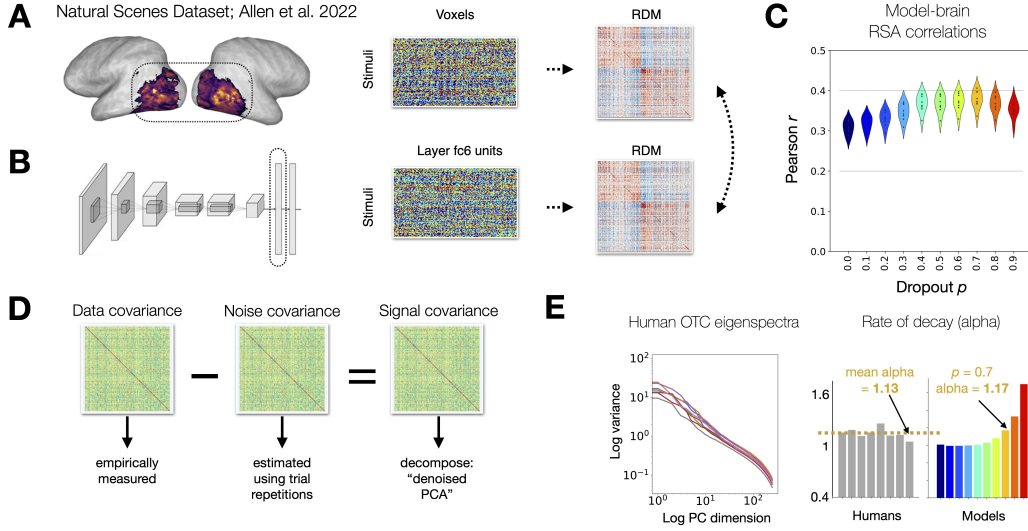 A
Natural Scenes Dataset; Allen et al. 2022
Voxels
Stimuli
RDM
B
Layer fc6 units
Stimuli
RDM
C
Model-brain
RSA correlations
Pearson r
0.5
0.4
0.3
0.2
0.1
0.0
0.0
0.1
0.2
0.3
0.4
0.5
0.6
0.7
0.8
0.9
Dropout p
D
Data covariance
Noise covariance
Signal covariance
empirically
measured
estimated
using trial
repetitions
decompose:
“denoised
PCA”
E
Human OTC eigenspectra
Log variance
10²
10¹
10⁰
10⁻¹
10⁰
10¹
10²
Log PC dimension
Rate of decay (alpha)
mean alpha
= 1.13
p = 0.7
alpha = 1.17
1.6
1
0.4
Humans
Models